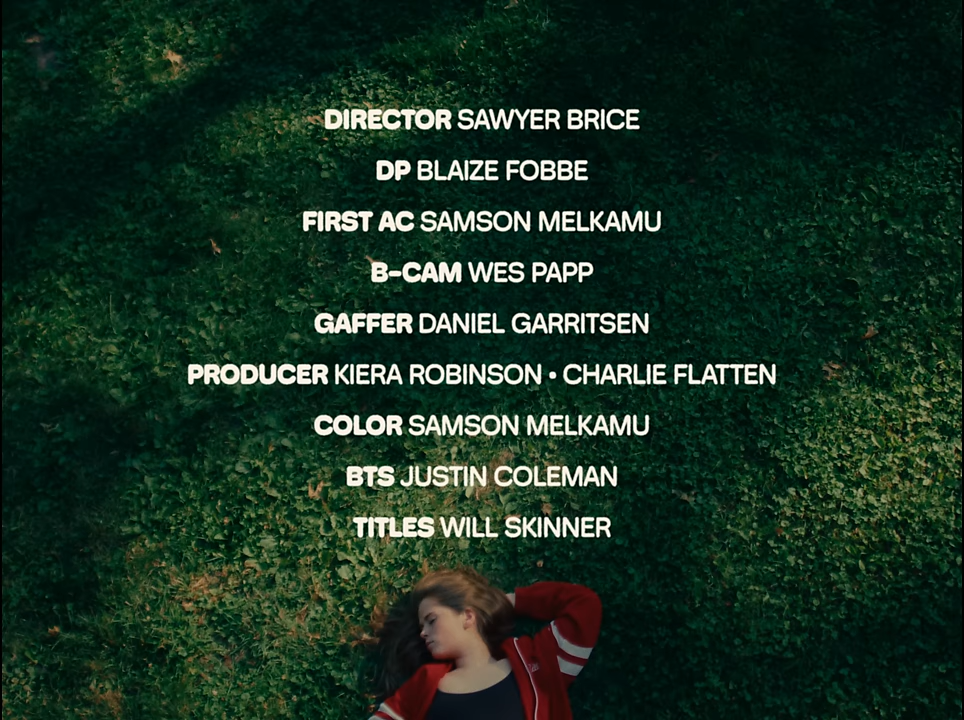 DIRECTOR SAWYER BRICE
DP BLAIZE FOBBE
FIRST AC SAMSON MELKAMU
B-CAM WES PAPP
GAFFER DANIEL GARRITSEN
PRODUCER KIERA ROBINSON • CHARLIE FLATTEN
COLOR SAMSON MELKAMU
BTS JUSTIN COLEMAN
TITLES WILL SKINNER